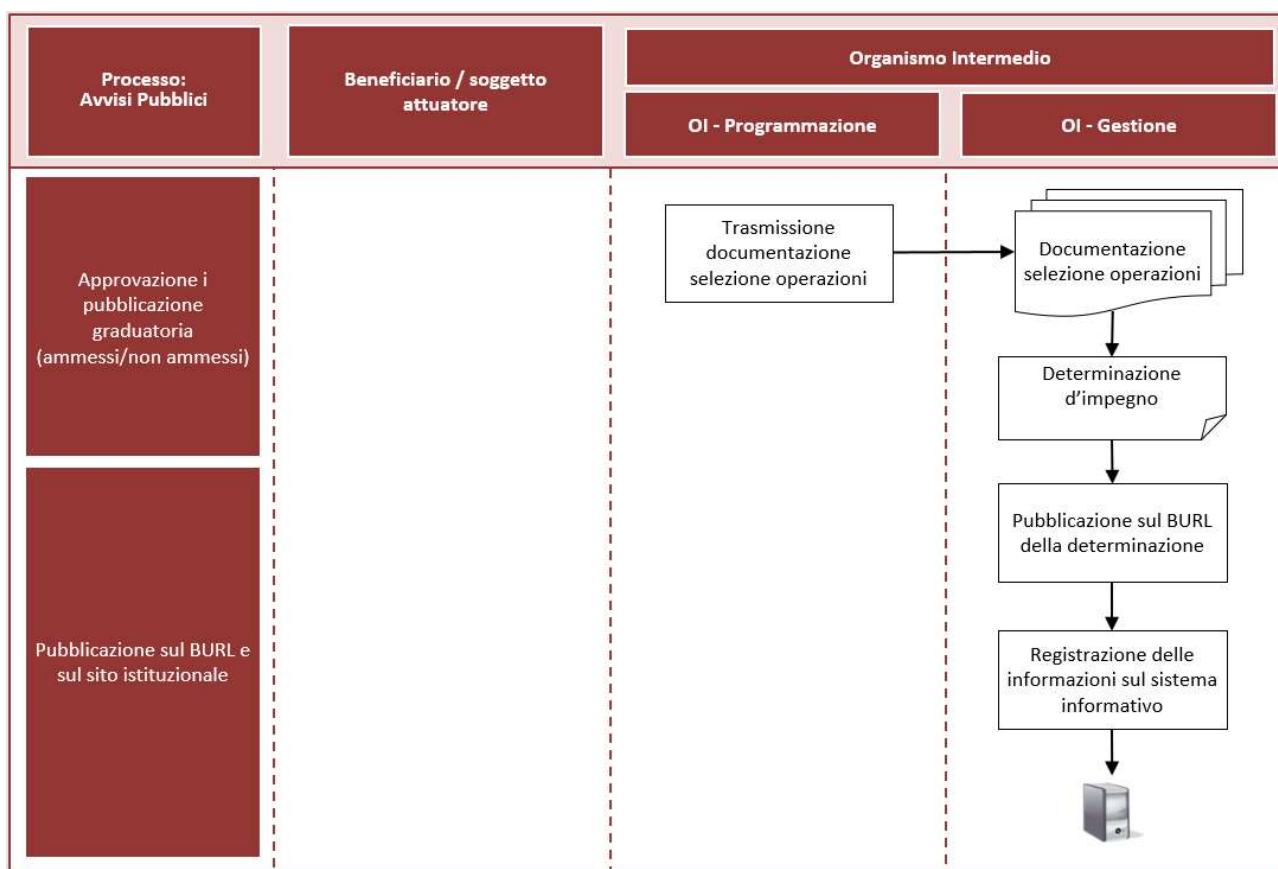 Processo:
Avvisi Pubblici
Beneficiario / soggetto
attuatore
Organismo Intermedio
OI - Programmazione
OI - Gestione
Approvazione i
pubblicazione
graduatoria
(ammessi/non ammessi)
Trasmissione
documentazione
selezione operazioni
Documentazione
selezione operazioni
Determinazione
d’impegno
Pubblicazione sul BURL e
sul sito istituzionale
Pubblicazione sul BURL
della determinazione
Registrazione delle
informazioni sul sistema
informativo